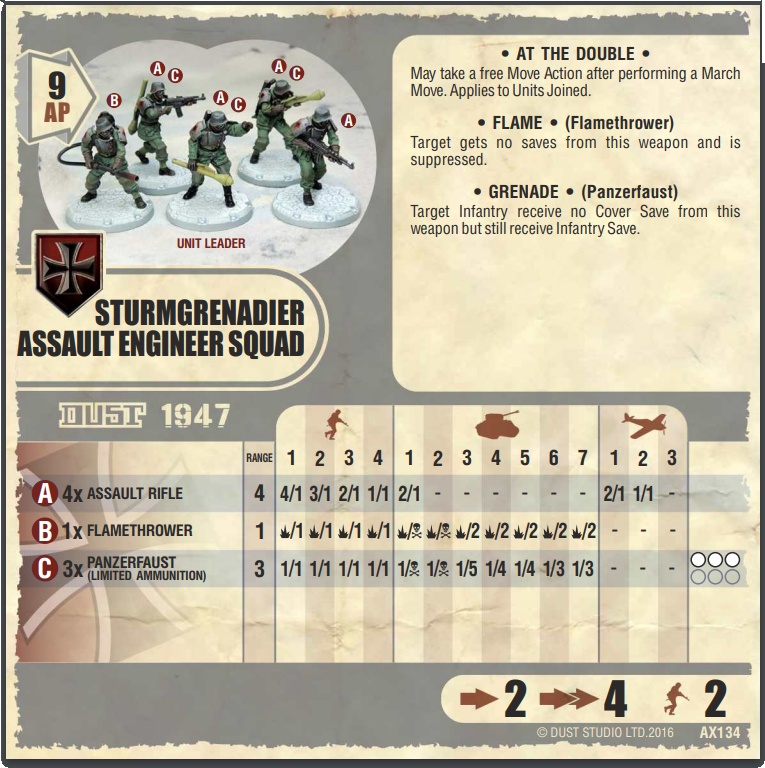 9
AP
A C
A C
B
A C
A
UNIT LEADER
STURMGRENADIER
ASSAULT ENGINEER SQUAD
• AT THE DOUBLE •
May take a free Move Action after performing a March
Move. Applies to Units Joined.
• FLAME • (Flamethrower)
Target gets no saves from this weapon and is
suppressed.
• GRENADE • (Panzerfaust)
Target Infantry receive no Cover Save from this
weapon but still receive Infantry Save.
DUST 1947
RANGE 1 2 3 4 1 2 3 4 5 6 7 1 2 3
A 4x ASSAULT RIFLE 4 4/1 3/1 2/1 1/1 2/1 - - - - - - 2/1 1/1 -
B 1x FLAMETHROWER 1 /1 /1 /1 /1 / / /2 /2 /2 /2 /2 - - -
C 3x PANZERFAUST 3 1/1 1/1 1/1 1/1 1/ 1/ 1/5 1/4 1/4 1/3 1/3 - - -
(LIMITED AMMUNITION)
2 4 2
© DUST STUDIO LTD.2016 AX134